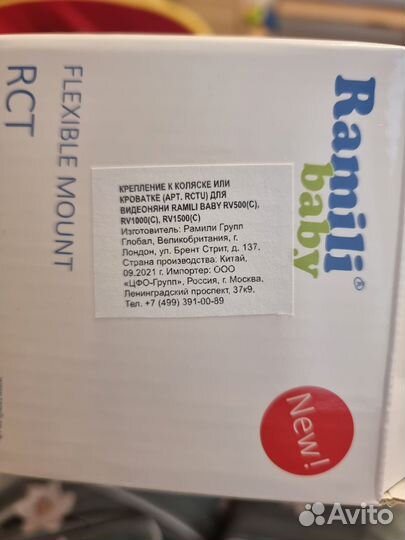 Ramili
baby®
FLEXIBLE MOUNT
RCT
КРЕПЛЕНИЕ К КОЛЯСКЕ ИЛИ
КРОВАТКЕ (АРТ. RCTU) ДЛЯ
ВИДЕОНЯНИ RAMILI BABY RV500(C),
RV1000(C), RV1500(C)
Изготовитель: Рамили Групп
Глобал, Великобритания, г.
Лондон, ул. Брент Стрит, д. 137.
Страна производства: Китай,
09.2021 г. Импортер: ООО
«ЦФО-Групп», Россия, г. Москва,
Ленинградский проспект, 37к9.
Тел. +7 (499) 391-00-89
New!
Avito